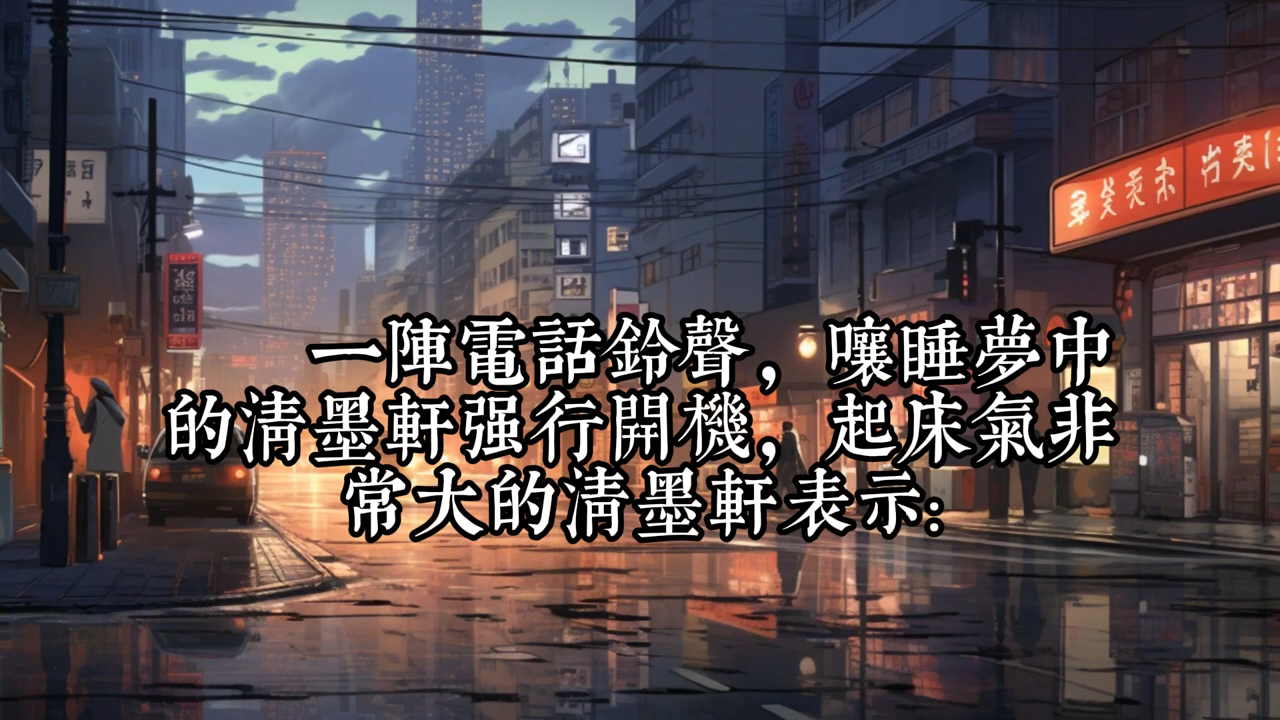 一陣電話鈴聲，嚷睡夢中
的清墨軒强行開機，起床氣非
常大的清墨軒表示：